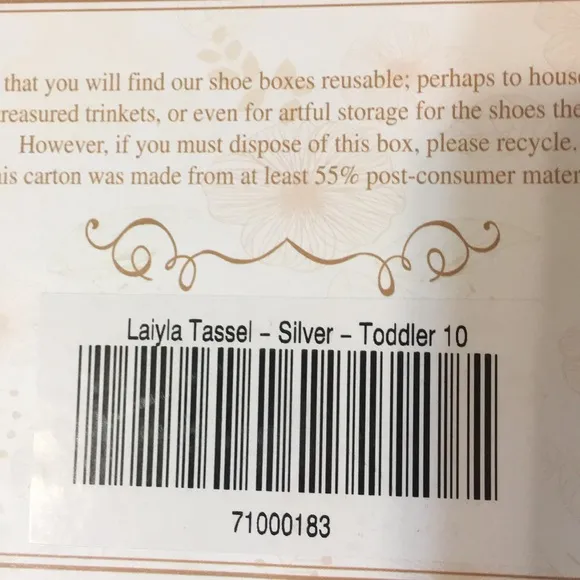 that you will find our shoe boxes reusable; perhaps to house
reasured trinkets, or even for artful storage for the shoes the
However, if you must dispose of this box, please recycle.
is carton was made from at least 55% post-consumer mater
Laiyla Tassel - Silver - Toddler 10
71000183